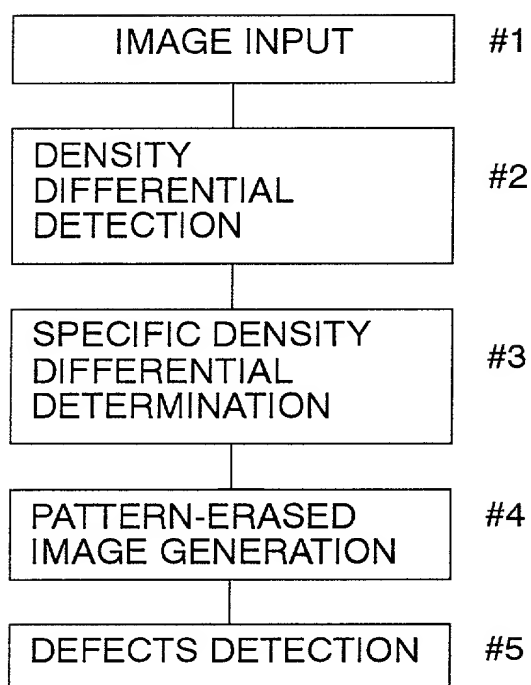 IMAGE INPUT #1
DENSITY
DIFFERENTIAL #2
DETECTION
SPECIFIC DENSITY
DIFFERENTIAL #3
DETERMINATION
PATTERN-ERASED #4
IMAGE GENERATION
DEFECTS DETECTION #5